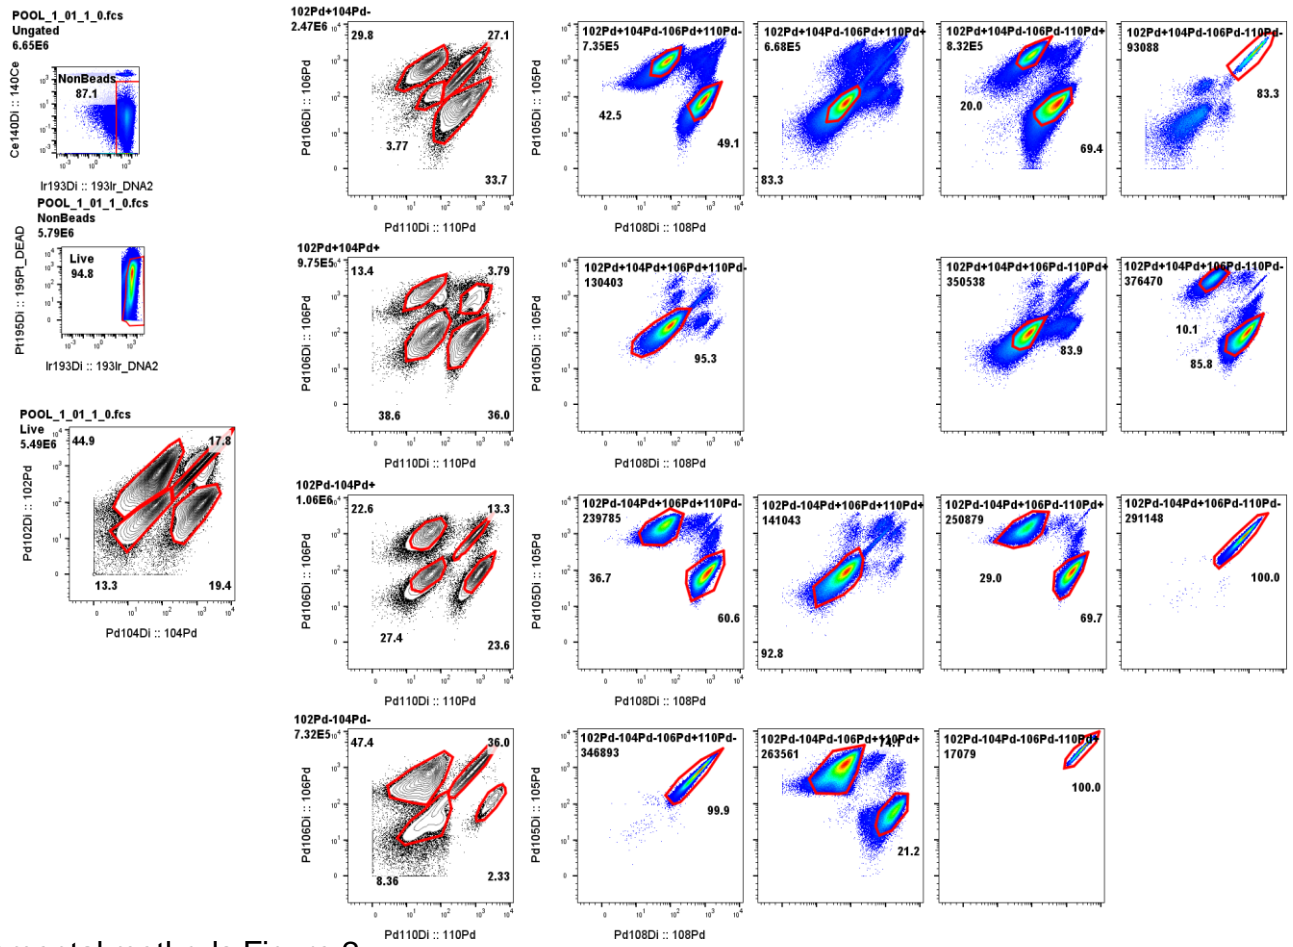 POOL_1_01_1_0.fcs
Ungated
6.65E6
NonBeads
87.1
Ce140Di :: 140Ce
Ir193Di :: 193Ir_DNA2
POOL_1_01_1_0.fcs
NonBeads
5.79E6
Live
94.8
Pt195Di :: 195Pt_DEAD
Ir193Di :: 193Ir_DNA2
POOL_1_01_1_0.fcs
Live
5.49E6
44.9
17.8
13.3
19.4
Pd102Di :: 102Pd
Pd104Di :: 104Pd
102Pd+104Pd-
2.47E6
29.8
27.1
3.77
33.7
Pd106Di :: 106Pd
Pd110Di :: 110Pd
102Pd+104Pd-106Pd+110Pd-
7.35E5
42.5
49.1
Pd105Di :: 105Pd
Pd108Di :: 108Pd
102Pd+104Pd-106Pd+110Pd+
6.68E5
83.3
102Pd+104Pd-106Pd-110Pd+
8.32E5
20.0
69.4
102Pd+104Pd-106Pd-110Pd-
93088
83.3
102Pd+104Pd+
9.75E5
13.4
3.79
38.6
36.0
Pd106Di :: 106Pd
Pd110Di :: 110Pd
102Pd+104Pd+106Pd+110Pd-
130403
95.3
Pd105Di :: 105Pd
Pd108Di :: 108Pd
102Pd+104Pd+106Pd-110Pd+
350538
83.9
102Pd+104Pd+106Pd-110Pd-
376470
10.1
85.8
102Pd-104Pd+
1.06E6
22.6
13.3
27.4
23.6
Pd106Di :: 106Pd
Pd110Di :: 110Pd
102Pd-104Pd+106Pd+110Pd-
239785
36.7
60.6
Pd105Di :: 105Pd
Pd108Di :: 108Pd
102Pd-104Pd+106Pd+110Pd+
141043
92.8
102Pd-104Pd+106Pd-110Pd+
250879
29.0
69.7
102Pd-104Pd+106Pd-110Pd-
291148
100.0
102Pd-104Pd-
7.32E5
47.4
36.0
8.36
2.33
Pd106Di :: 106Pd
Pd110Di :: 110Pd
102Pd-104Pd-106Pd+110Pd-
346893
99.9
Pd105Di :: 105Pd
Pd108Di :: 108Pd
102Pd-104Pd-106Pd+110Pd+
263561
21.2
102Pd-104Pd-106Pd-110Pd+
17079
100.0